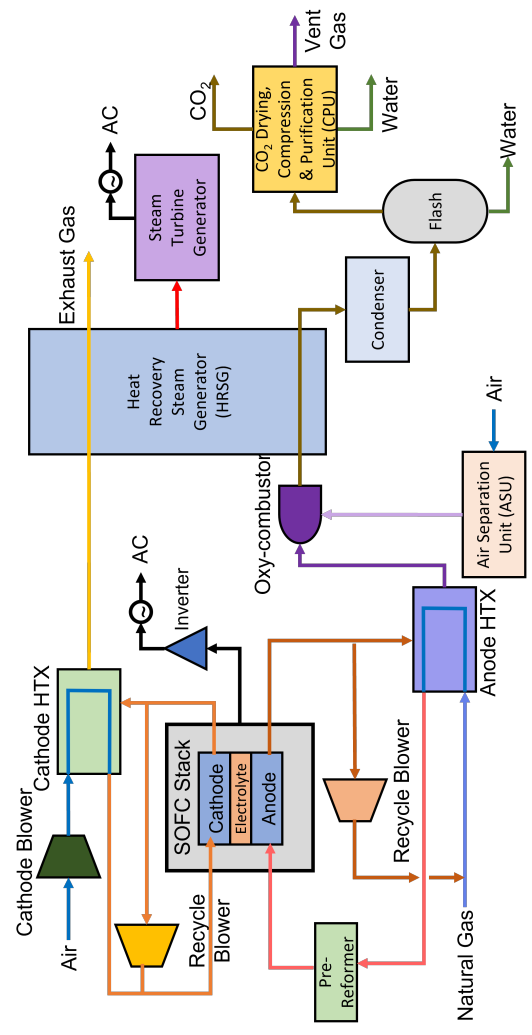 Air
Cathode Blower
Cathode HTX
Exhaust Gas
Recycle
Blower
SOFC Stack
Cathode
Electrolyte
Anode
Inverter
~
AC
Heat
Recovery
Steam
Generator
(HRSG)
Steam
Turbine
Generator
~
AC
Pre-
Reformer
Natural Gas
Recycle Blower
Anode HTX
Oxy-combustor
Air Separation
Unit (ASU)
Air
Condenser
Flash
Water
CO₂ Drying,
Compression
& Purification
Unit (CPU)
CO₂
Vent
Gas
Water